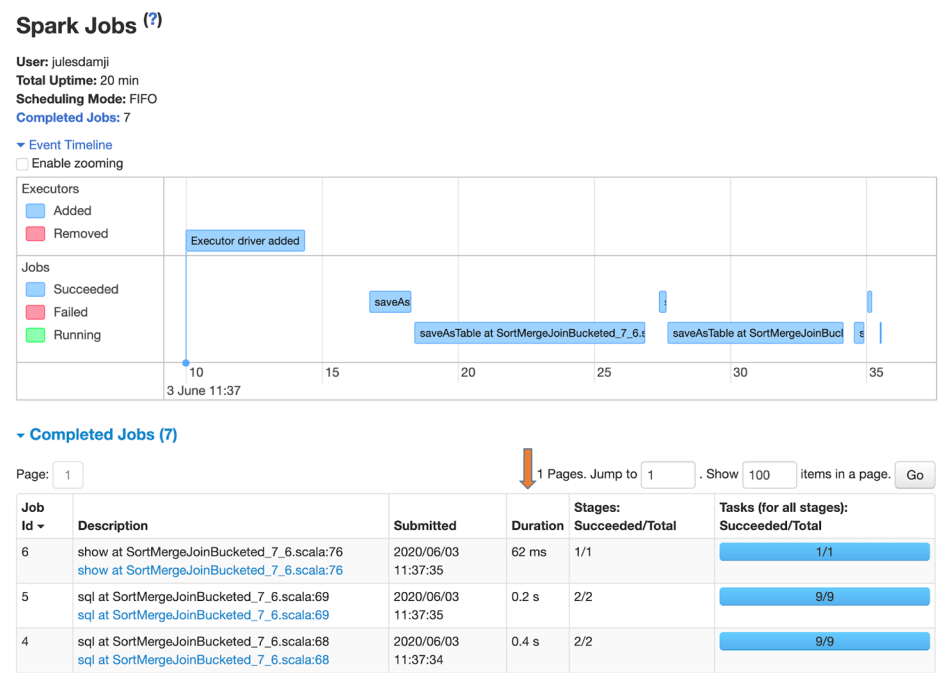 Spark Jobs (?)
User: julesdamji
Total Uptime: 20 min
Scheduling Mode: FIFO
Completed Jobs: 7
Event Timeline
Enable zooming
Executors
Added
Removed
Executor driver added
Jobs
Succeeded
Failed
Running
saveAs
s
saveAsTable at SortMergeJoinBucketed_7_6.s
saveAsTable at SortMergeJoinBucl
s
10 15 20 25 30 35
3 June 11:37
Completed Jobs (7)
Page: 1
1 Pages. Jump to 1 . Show 100 items in a page. Go
Job Id Description Submitted Duration Stages: Succeeded/Total Tasks (for all stages): Succeeded/Total
6 show at SortMergeJoinBucketed_7_6.scala:76 2020/06/03 62 ms 1/1 1/1
show at SortMergeJoinBucketed_7_6.scala:76 11:37:35
5 sql at SortMergeJoinBucketed_7_6.scala:69 2020/06/03 0.2 s 2/2 9/9
sql at SortMergeJoinBucketed_7_6.scala:69 11:37:35
4 sql at SortMergeJoinBucketed_7_6.scala:68 2020/06/03 0.4 s 2/2 9/9
sql at SortMergeJoinBucketed_7_6.scala:68 11:37:34